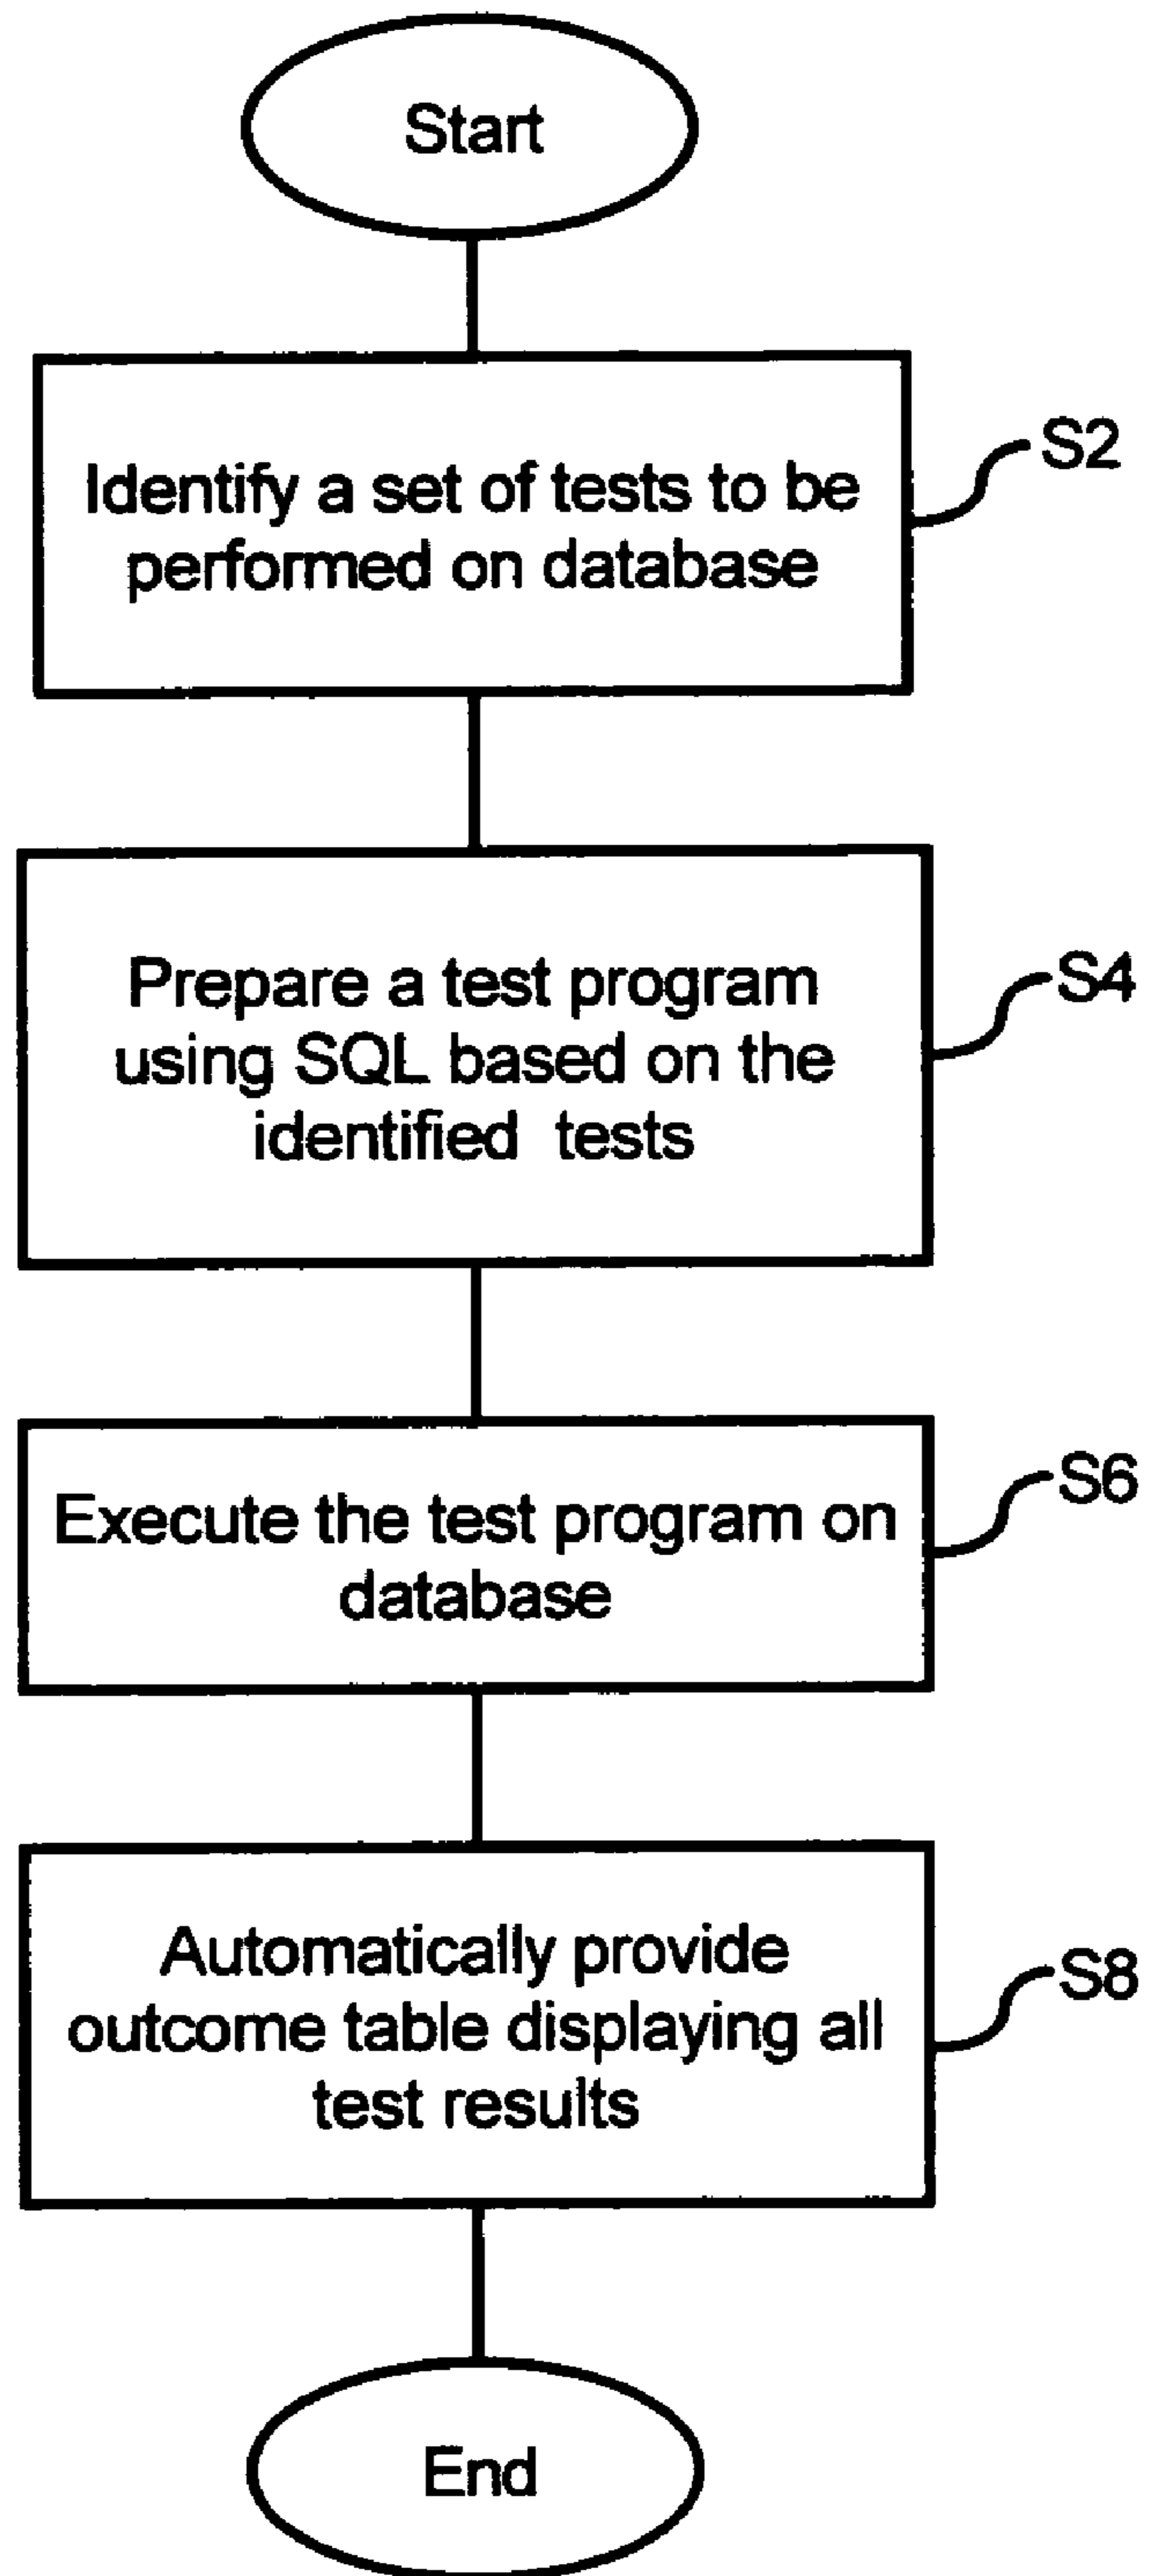 Start
Identify a set of tests to be
performed on database
S2
Prepare a test program
using SQL based on the
identified tests
S4
Execute the test program on
database
S6
Automatically provide
outcome table displaying all
test results
S8
End